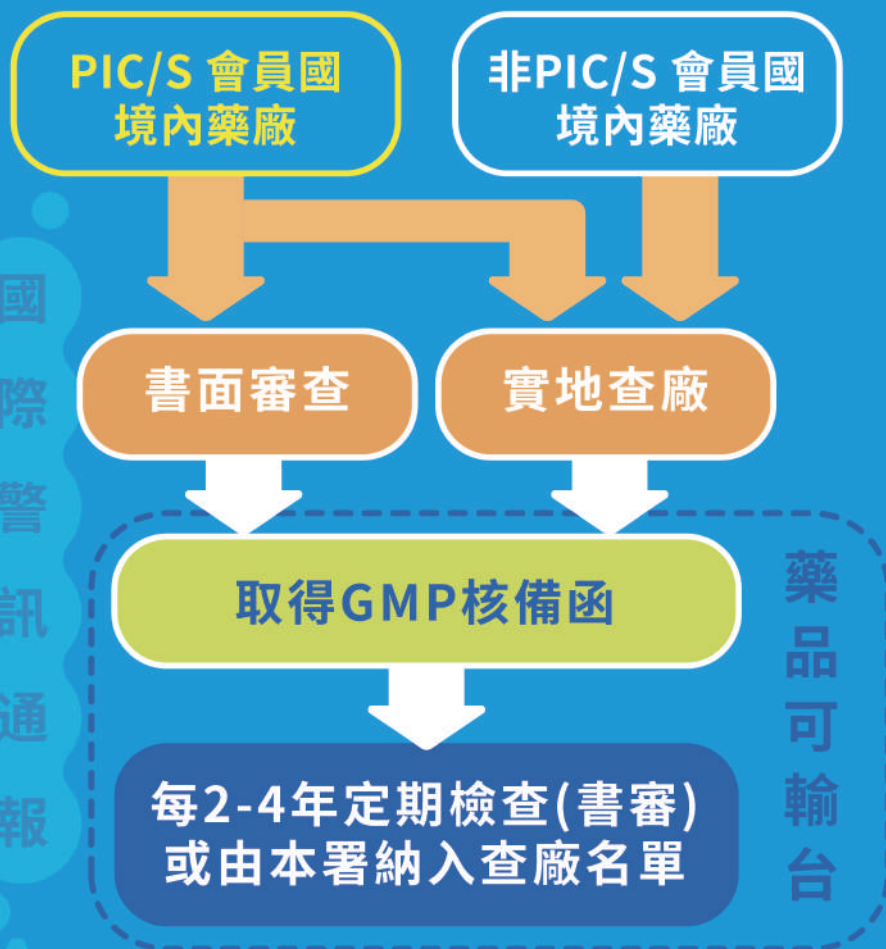 PIC/S 會員國
境內藥廠
非PIC/S 會員國
境內藥廠
書面審查
實地查廠
取得GMP核備函
每2-4年定期檢查(書審)
或由本署納入查廠名單
藥品可輸台
國際警訊通報